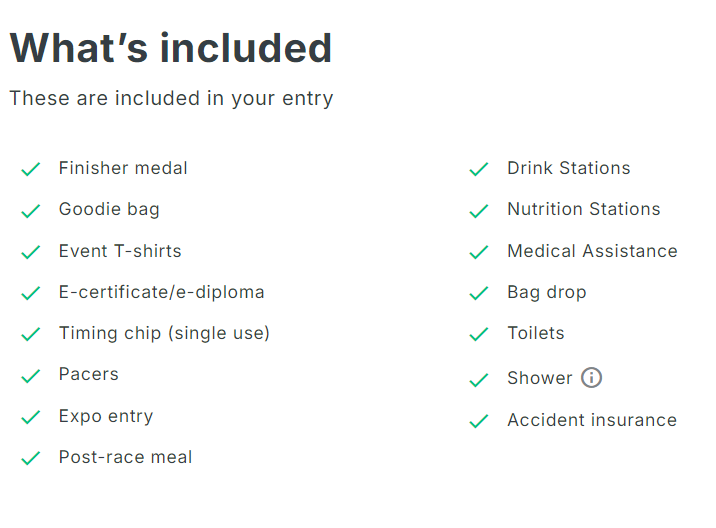 What's included
These are included in your entry
Finisher medal
Goodie bag
Event T-shirts
E-certificate/e-diploma
Timing chip (single use)
Pacers
Expo entry
Post-race meal
Drink Stations
Nutrition Stations
Medical Assistance
Bag drop
Toilets
Shower
Accident insurance